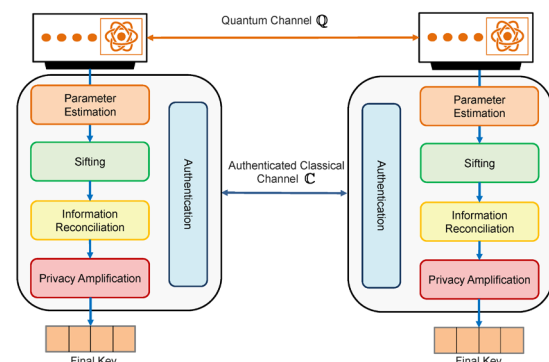 Quantum Channel ℚ
Parameter
Estimation
Sifting
Information
Reconciliation
Privacy Amplification
Authentication
Final Key
Authenticated Classical
Channel ℂ
Authentication
Parameter
Estimation
Sifting
Information
Reconciliation
Privacy Amplification
Final Key